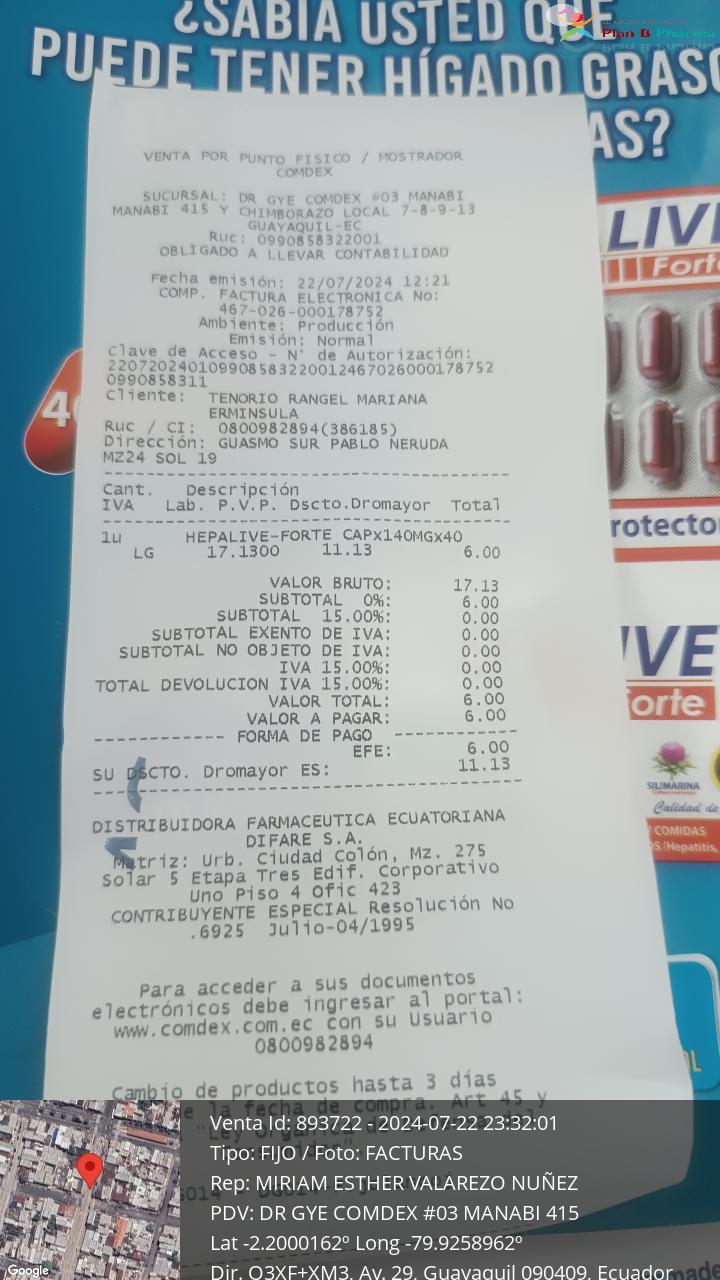 ¿SABÍA USTED QUE
PUEDE TENER HÍGADO GRASO
AS?
Plan B Pharma
VENTA POR PUNTO FISICO / MOSTRADOR
COMDEX
SUCURSAL: DR GYE COMDEX #03 MANABI
MANABI 415 Y CHIMBORAZO LOCAL 7-8-9-13
GUAYAQUIL-EC
Ruc: 0990858322001
OBLIGADO A LLEVAR CONTABILIDAD
Fecha emisión: 22/07/2024 12:21
COMP. FACTURA ELECTRONICA No:
467-026-000178752
Ambiente: Producción
Emisión: Normal
Clave de Acceso - N° de Autorización:
220720240109908583220012467026000178752
0990858311
Cliente: TENORIO RANGEL MARIANA
ERMINSULA
Ruc / CI: 0800982894(386185)
Dirección: GUASMO SUR PABLO NERUDA
MZ24 SOL 19
Cant. Descripción
IVA Lab. P.V.P. Dscto.Dromayor Total
1u HEPALIVE-FORTE CAPx140MGx40
LG 17.1300 11.13 6.00
VALOR BRUTO: 17.13
SUBTOTAL 0%: 6.00
SUBTOTAL 15.00%: 0.00
SUBTOTAL EXENTO DE IVA: 0.00
SUBTOTAL NO OBJETO DE IVA: 0.00
IVA 15.00%: 0.00
TOTAL DEVOLUCION IVA 15.00%: 0.00
VALOR TOTAL: 6.00
VALOR A PAGAR: 6.00
------------ FORMA DE PAGO ------------
EFE: 6.00
SU DSCTO. Dromayor ES: 11.13
DISTRIBUIDORA FARMACEUTICA ECUATORIANA
DIFARE S.A.
Matriz: Urb. Ciudad Colón, Mz. 275
Solar 5 Etapa Tres Edif. Corporativo
Uno Piso 4 Ofic 423
CONTRIBUYENTE ESPECIAL Resolución No
.6925 Julio-04/1995
Para acceder a sus documentos
electrónicos debe ingresar al portal:
www.comdex.com.ec con su Usuario
0800982894
Cambio de productos hasta 3 días
la fecha de compra. Art 45 y
LIVE
Forte
rotector
IVE
orte
SILIMARINA
Calidad de
COMIDAS
(Hepatitis,
Venta Id: 893722 - 2024-07-22 23:32:01
Tipo: FIJO / Foto: FACTURAS
Rep: MIRIAM ESTHER VALAREZO NUÑEZ
PDV: DR GYE COMDEX #03 MANABI 415
Lat -2.2000162º Long -79.9258962º
Dir. Q3XF+XM3, Av. 29, Guayaquil 090409, Ecuador
Google